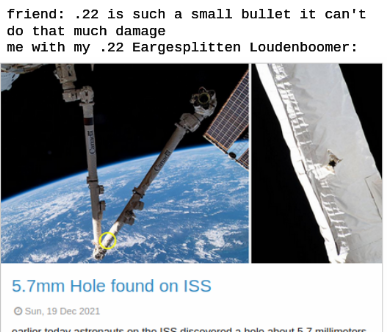 friend: .22 is such a small bullet it can't
do that much damage
me with my .22 Eargesplitten Loudenboomer:
Canada
5.7mm Hole found on ISS
Sun, 19 Dec 2021
earlier today astronauts on the ISS discovered a hole about 5.7 millimeters